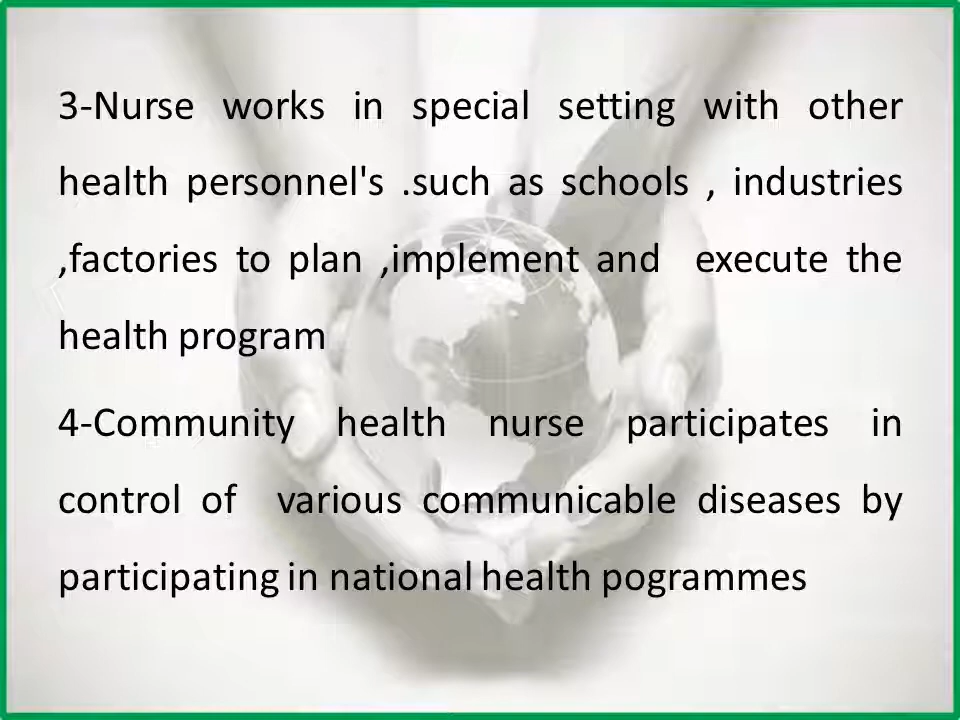 3-Nurse works in special setting with other
health personnel's .such as schools , industries
,factories to plan ,implement and execute the
health program
4-Community health nurse participates in
control of various communicable diseases by
participating in national health pogrammes